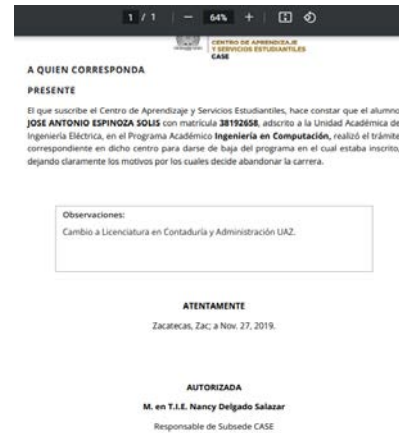 1 / 1 | − 64% +
CENTRO DE APRENDIZAJE
Y SERVICIOS ESTUDIANTILES
CASE
A QUIEN CORRESPONDA
PRESENTE
El que suscribe el Centro de Aprendizaje y Servicios Estudiantiles, hace constar que el alumno
JOSE ANTONIO ESPINOZA SOLIS con matrícula 38192658, adscrito a la Unidad Académica de
Ingeniería Eléctrica, en el Programa Académico Ingeniería en Computación, realizó el trámite
correspondiente en dicho centro para darse de baja del programa en el cual estaba inscrito,
dejando claramente los motivos por los cuales decide abandonar la carrera.
Observaciones:
Cambio a Licenciatura en Contaduría y Administración UAZ.
ATENTAMENTE
Zacatecas, Zac; a Nov. 27, 2019.
AUTORIZADA
M. en T.I.E. Nancy Delgado Salazar
Responsable de Subsede CASE